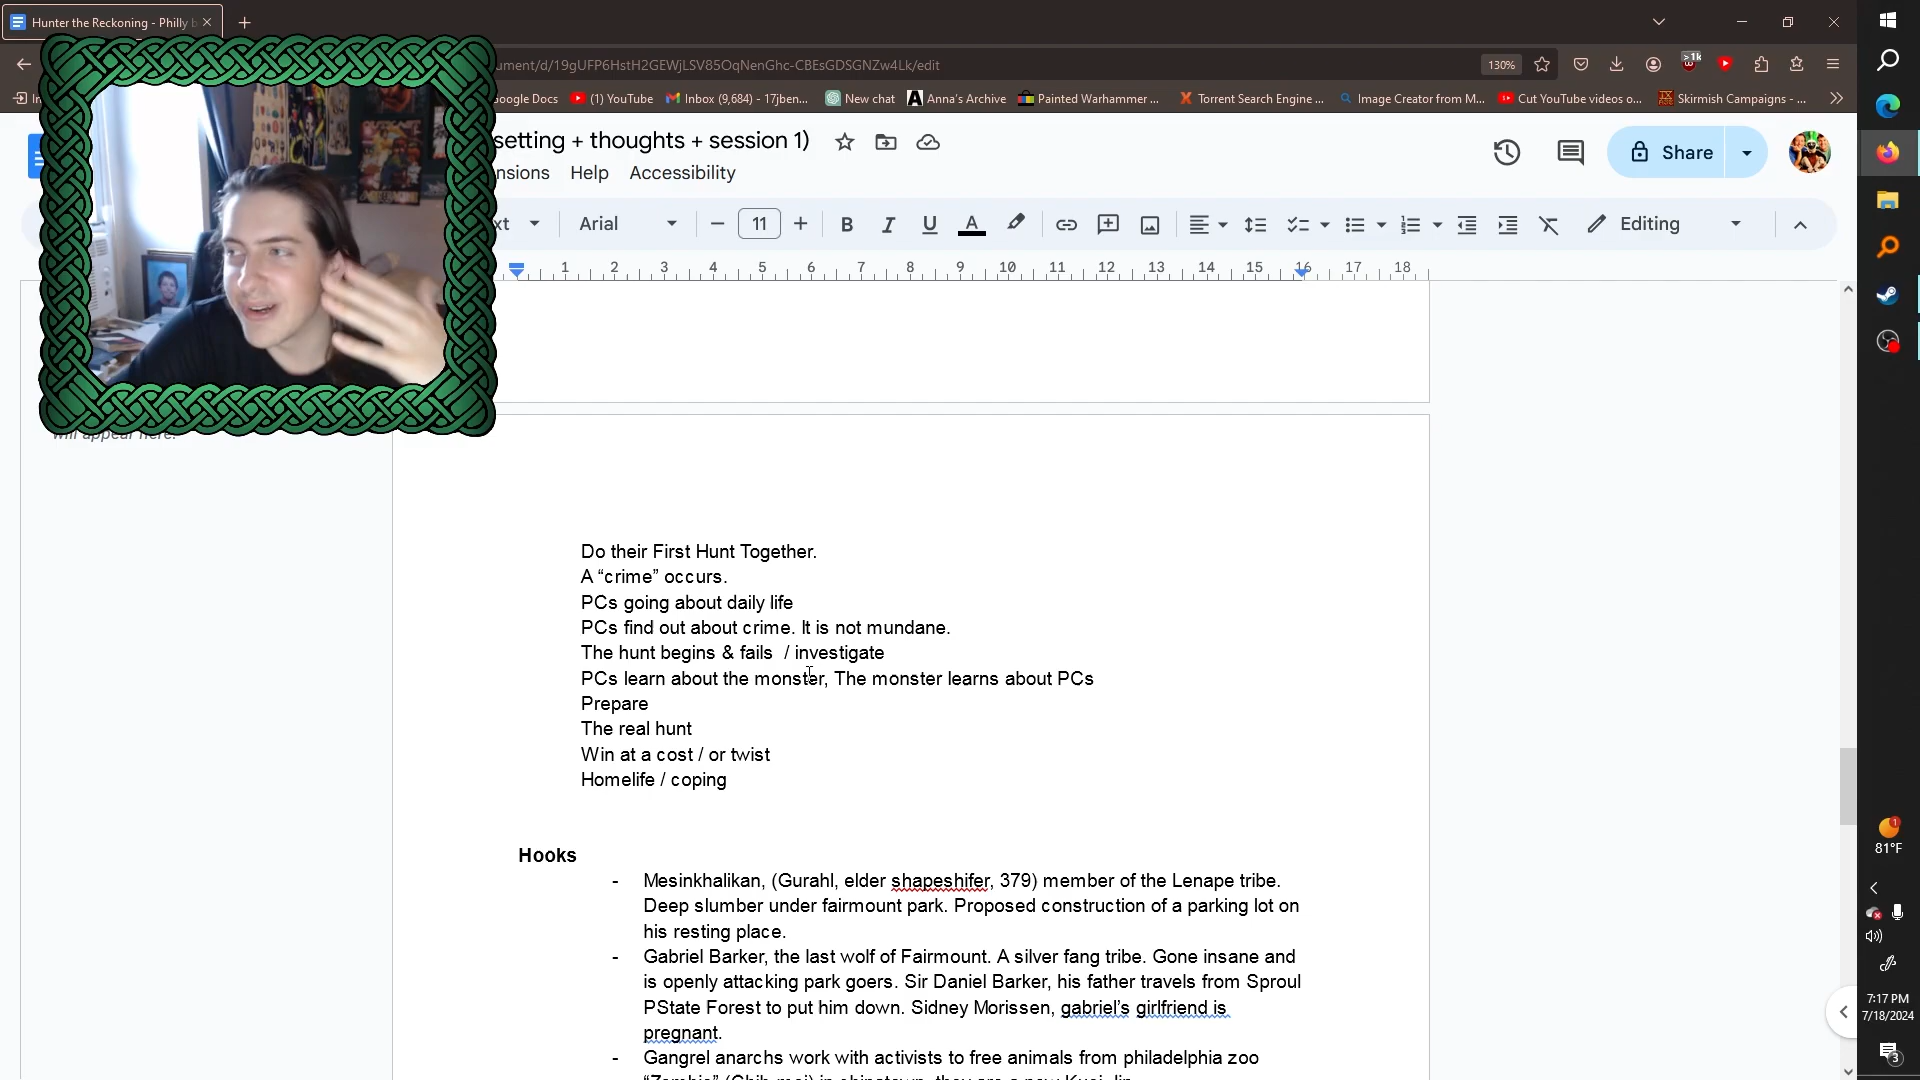 Hunter the Reckoning - Philly b
ument/d/19gUFP6HstH2GEWjLSV85OqNenGhc-CBEsGDSGNZw4Lk/edit
130%
>1k
oogle Docs
(1) YouTube
Inbox (9,684) - 17jben...
New chat
Anna's Archive
Painted Warhammer ...
Torrent Search Engine ...
Image Creator from M...
Cut YouTube videos o...
Skirmish Campaigns - ...
setting + thoughts + session 1)
Share
nsions Help Accessibility
xt Arial 11 B I U A Editing
1 2 3 4 5 6 7 8 9 10 11 12 13 14 15 16 17 18
will appear here.
Do their First Hunt Together.
A “crime” occurs.
PCs going about daily life
PCs find out about crime. It is not mundane.
The hunt begins & fails / investigate
PCs learn about the monster, The monster learns about PCs
Prepare
The real hunt
Win at a cost / or twist
Homelife / coping
Hooks
- Mesinkhalikan, (Gurahl, elder shapeshifer, 379) member of the Lenape tribe.
Deep slumber under fairmount park. Proposed construction of a parking lot on
his resting place.
- Gabriel Barker, the last wolf of Fairmount. A silver fang tribe. Gone insane and
is openly attacking park goers. Sir Daniel Barker, his father travels from Sproul
PState Forest to put him down. Sidney Morissen, gabriel’s girlfriend is
pregnant.
- Gangrel anarchs work with activists to free animals from philadelphia zoo
1
81°F
7:17 PM
7/18/2024
3